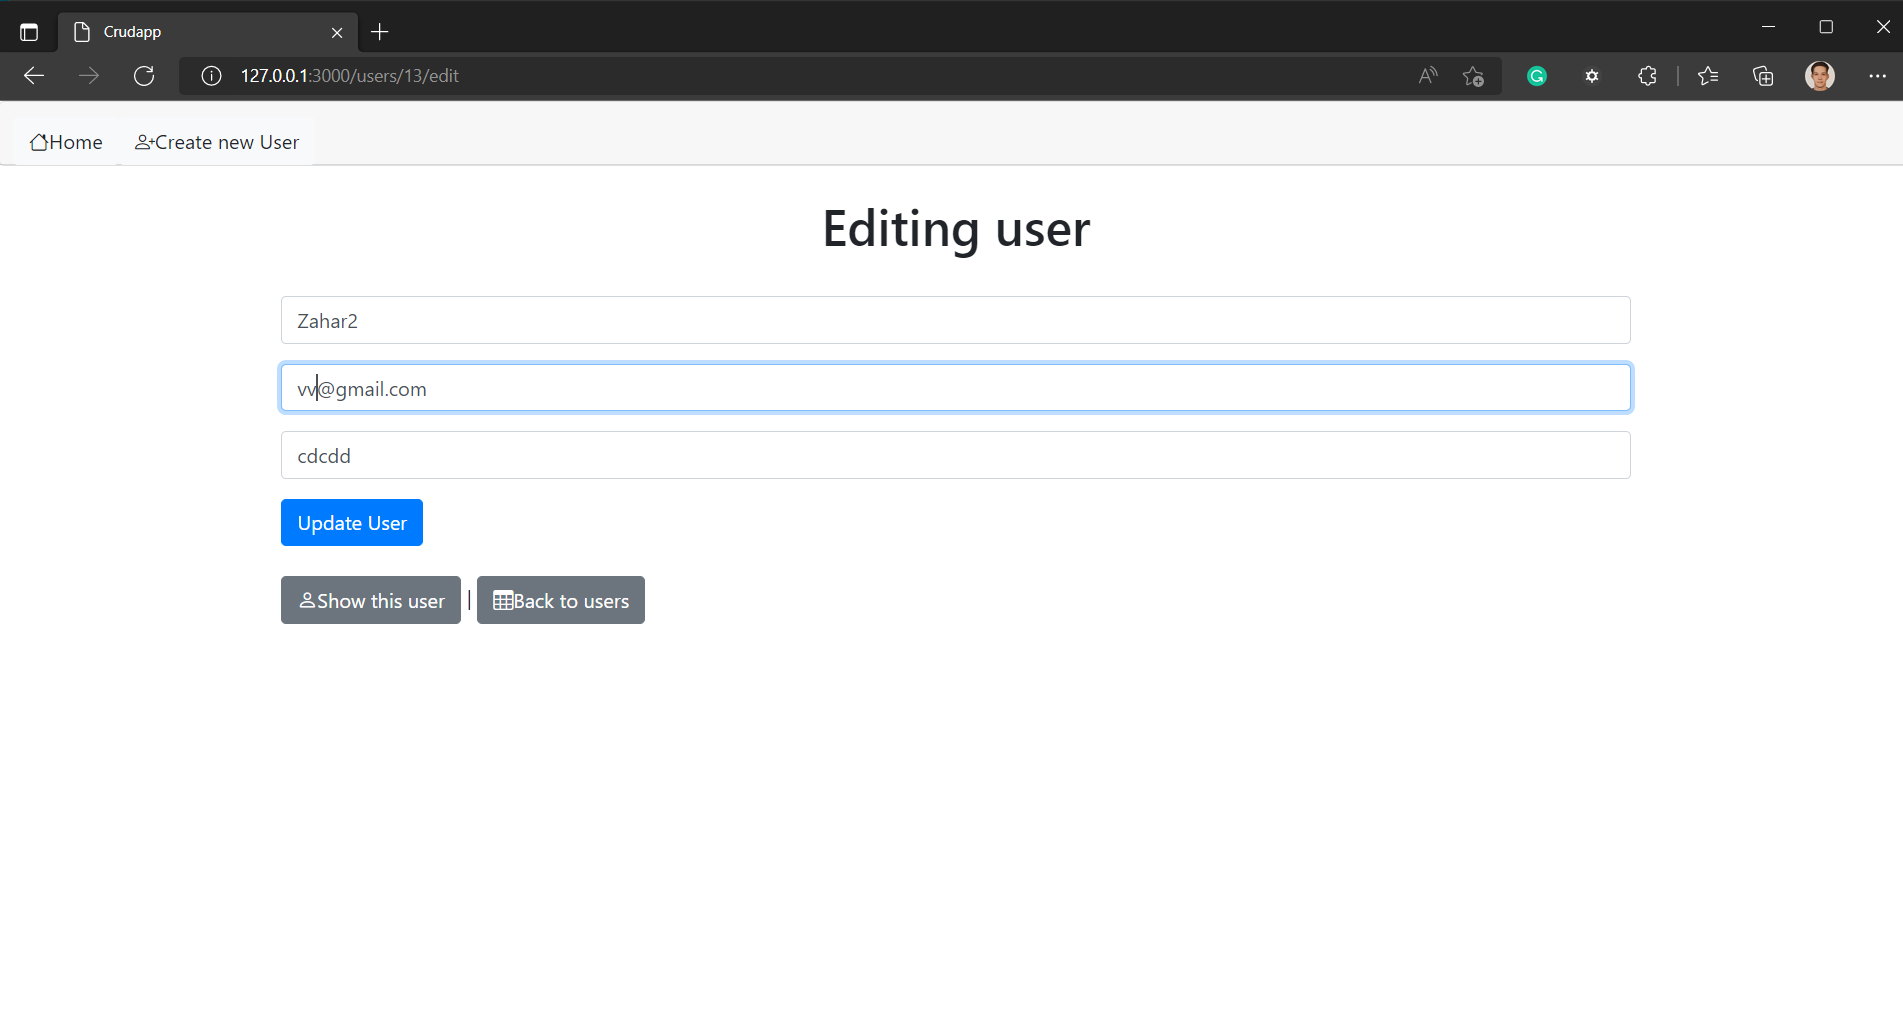 Crudapp
127.0.0.1:3000/users/13/edit
Home Create new User
Editing user
Zahar2
vv@gmail.com
cdcdd
Update User
Show this user | Back to users